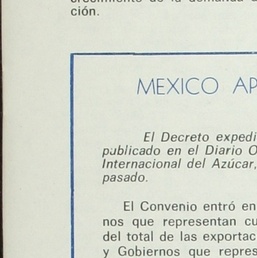 ción.
MEXICO AP
El Decreto expedi
publicado en el Diario O
Internacional del Azúcar,
pasado.
El Convenio entró en
nos que representan cu
del total de las exportac
y Gobiernos que repres